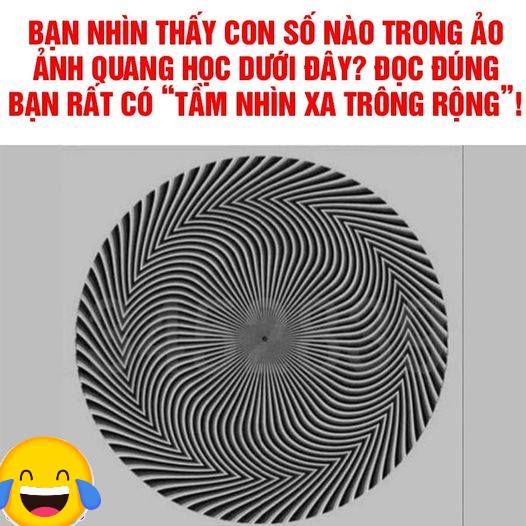 BẠN NHÌN THẤY CON SỐ NÀO TRONG ẢO
ẢNH QUANG HỌC DƯỚI ĐÂY? ĐỌC ĐÚNG
BẠN RẤT CÓ “TẦM NHÌN XA TRÔNG RỘNG”!